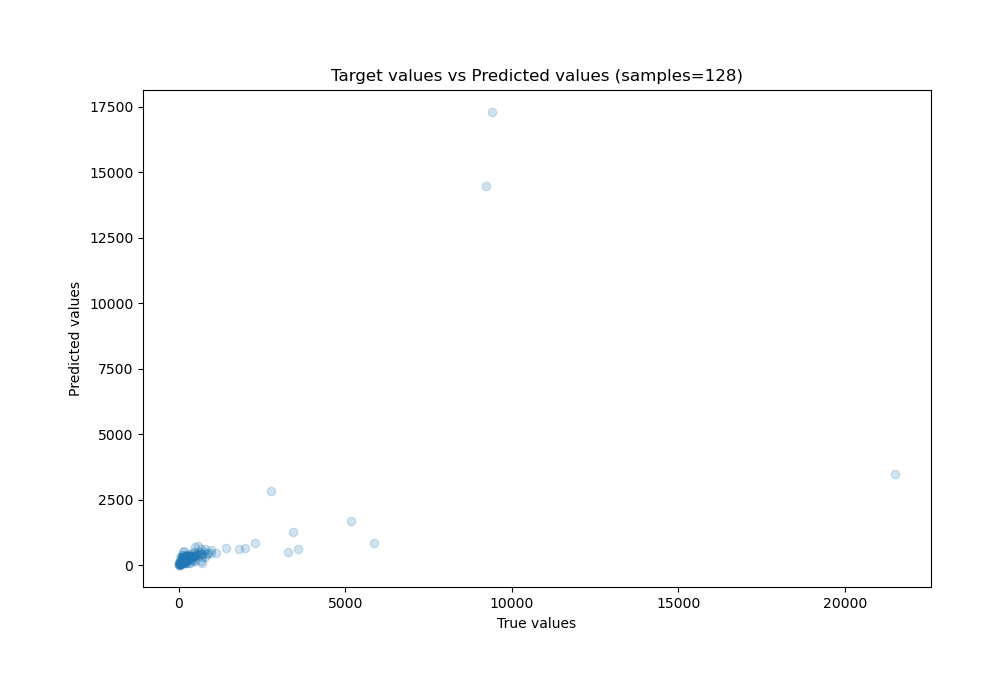 Target values vs Predicted values (samples=128)
17500
15000
12500
10000
7500
5000
2500
0
Predicted values
0 5000 10000 15000 20000
True values